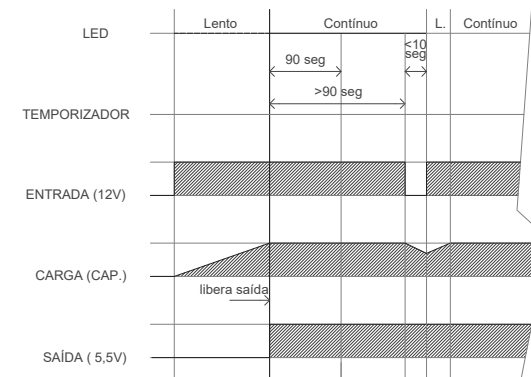 Lento Contínuo L. Contínuo
LED
<10
seg
90 seg
>90 seg
TEMPORIZADOR
ENTRADA (12V)
CARGA (CAP.)
libera saída
SAÍDA ( 5,5V)